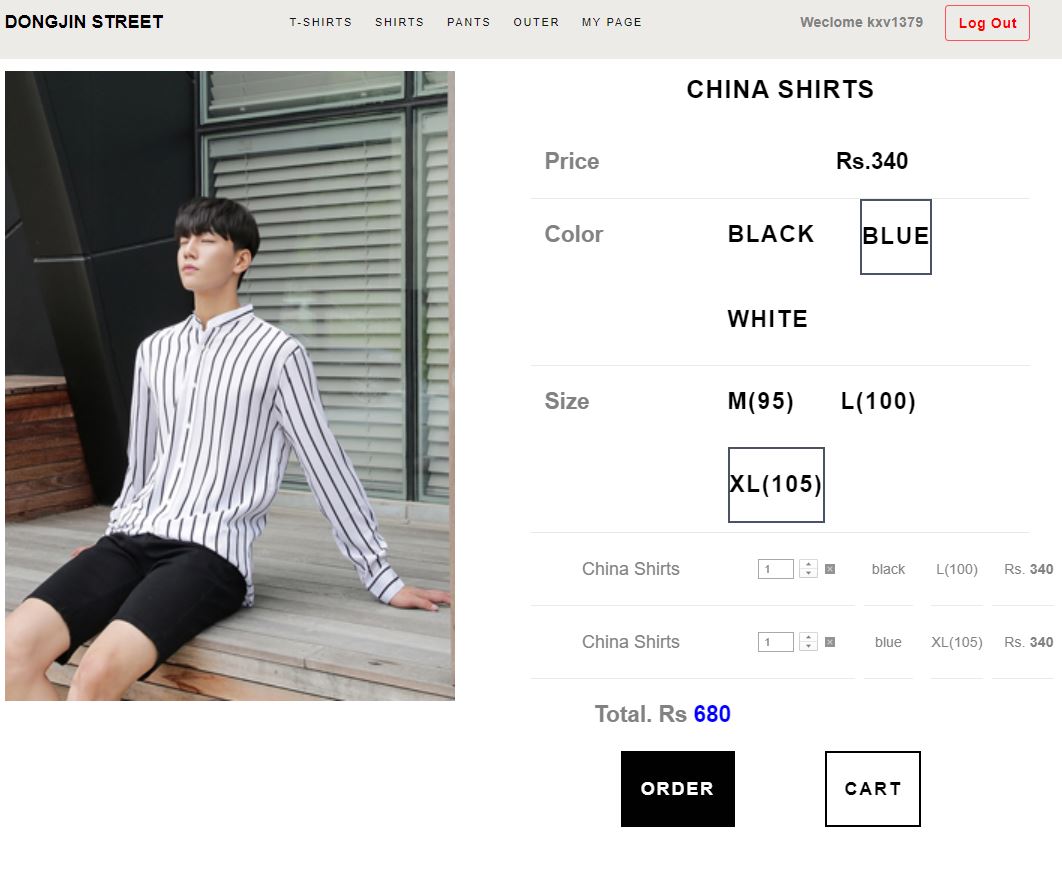 DONGJIN STREET T-SHIRTS SHIRTS PANTS OUTER MY PAGE Weclome kxv1379 Log Out
CHINA SHIRTS
Price Rs.340
Color BLACK BLUE
WHITE
Size M(95) L(100)
XL(105)
China Shirts 1 black L(100) Rs. 340
China Shirts 1 blue XL(105) Rs. 340
Total. Rs 680
ORDER CART